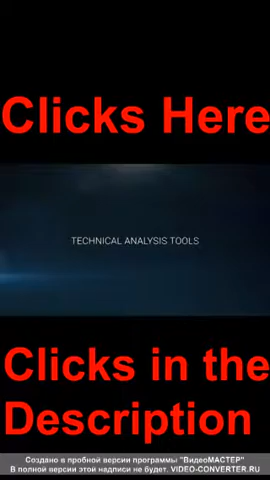 Clicks Here
TECHNICAL ANALYSIS TOOLS
Clicks in the
Description
Создано в пробной версии программы "ВидеоМАСТЕР"
В полной версии этой надписи не будет. VIDEO-CONVERTER.RU